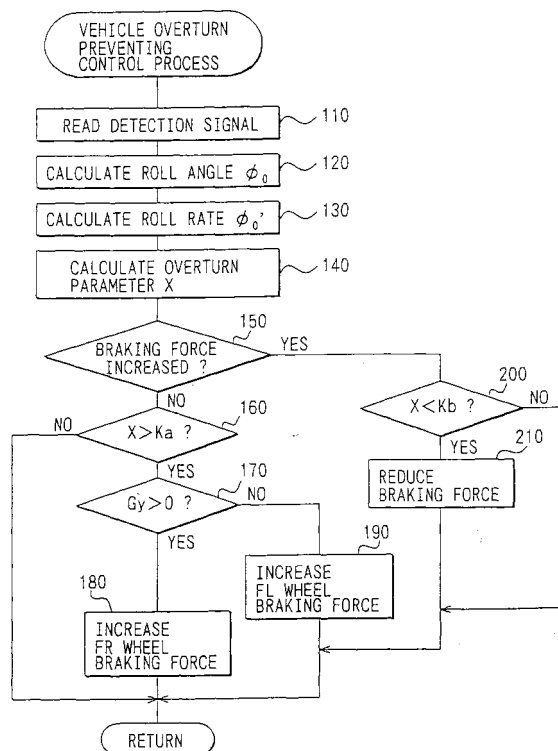 VEHICLE OVERTURN
PREVENTING
CONTROL PROCESS
READ DETECTION SIGNAL
110
CALCULATE ROLL ANGLE ϕ₀
120
CALCULATE ROLL RATE ϕ₀'
130
CALCULATE OVERTURN
PARAMETER X
140
BRAKING FORCE
INCREASED ?
150
YES
NO
X>Ka ?
160
NO
YES
X<Kb ?
200
NO
YES
Gy>0 ?
170
NO
YES
REDUCE
BRAKING FORCE
210
INCREASE
FL WHEEL
BRAKING FORCE
190
180
INCREASE
FR WHEEL
BRAKING FORCE
RETURN